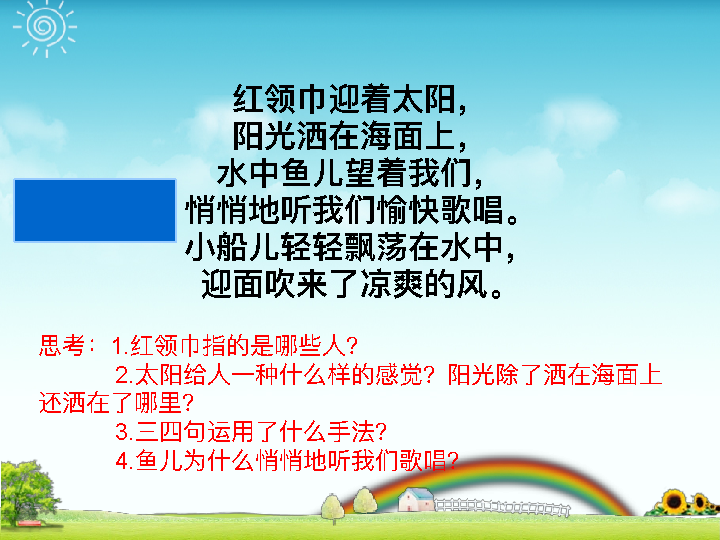 红领巾迎着太阳，
阳光洒在海面上，
水中鱼儿望着我们，
悄悄地听我们愉快歌唱。
小船儿轻轻飘荡在水中，
迎面吹来了凉爽的风。
思考：1.红领巾指的是哪些人？
2.太阳给人一种什么样的感觉？阳光除了洒在海面上
还洒在了哪里？
3.三四句运用了什么手法？
4.鱼儿为什么悄悄地听我们歌唱？